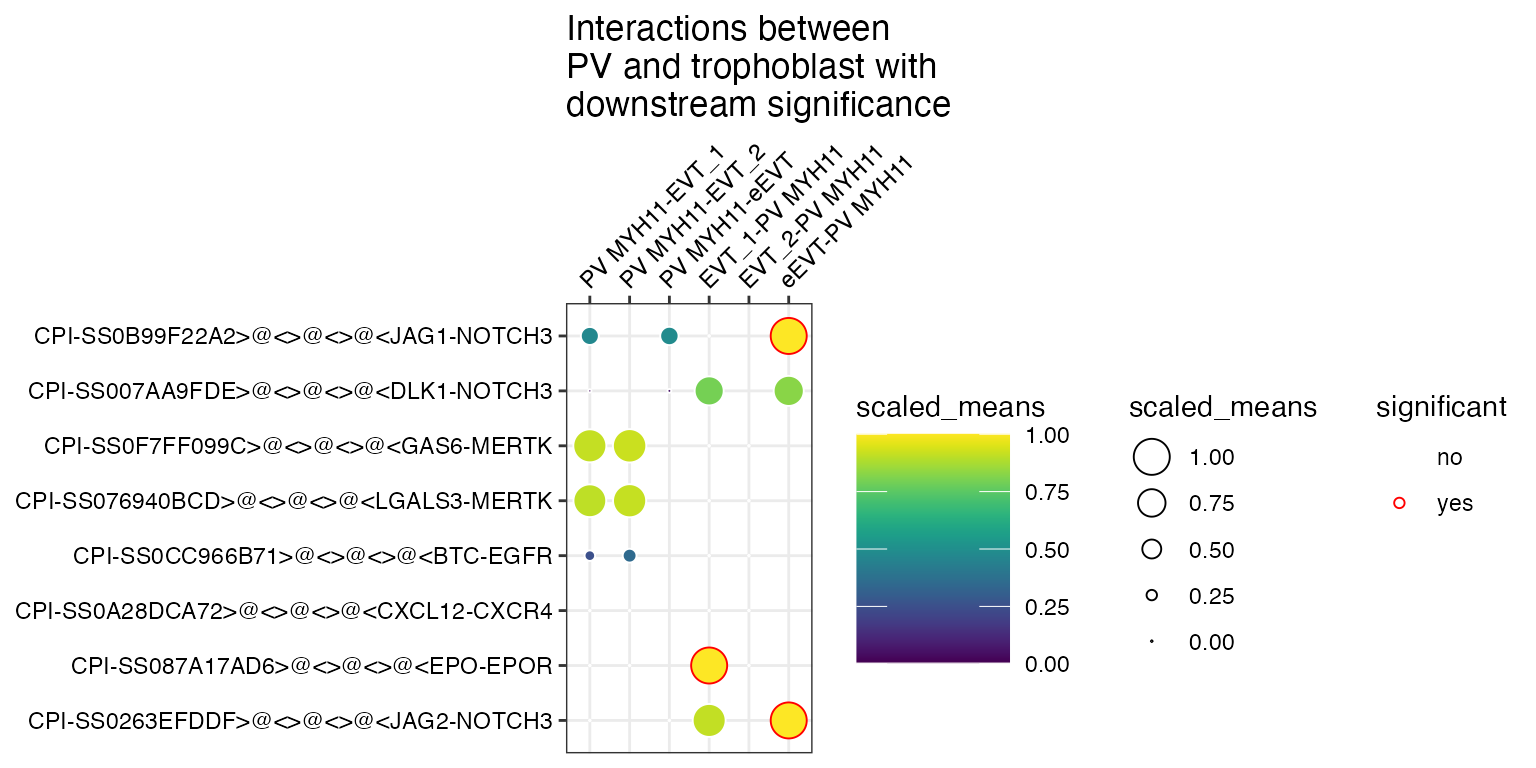 Interactions between
PV and trophoblast with
downstream significance
PV MYH11-EVT_1
PV MYH11-EVT_2
PV MYH11-eEVT
EVT_1-PV MYH11
EVT_2-PV MYH11
eEVT-PV MYH11
CPI-SS0B99F22A2>@<>@<>@<JAG1-NOTCH3
CPI-SS007AA9FDE>@<>@<>@<DLK1-NOTCH3
CPI-SS0F7FF099C>@<>@<>@<GAS6-MERTK
CPI-SS076940BCD>@<>@<>@<LGALS3-MERTK
CPI-SS0CC966B71>@<>@<>@<BTC-EGFR
CPI-SS0A28DCA72>@<>@<>@<CXCL12-CXCR4
CPI-SS087A17AD6>@<>@<>@<EPO-EPOR
CPI-SS0263EFDDF>@<>@<>@<JAG2-NOTCH3
scaled_means
1.00
0.75
0.50
0.25
0.00
scaled_means
1.00
0.75
0.50
0.25
0.00
significant
no
yes